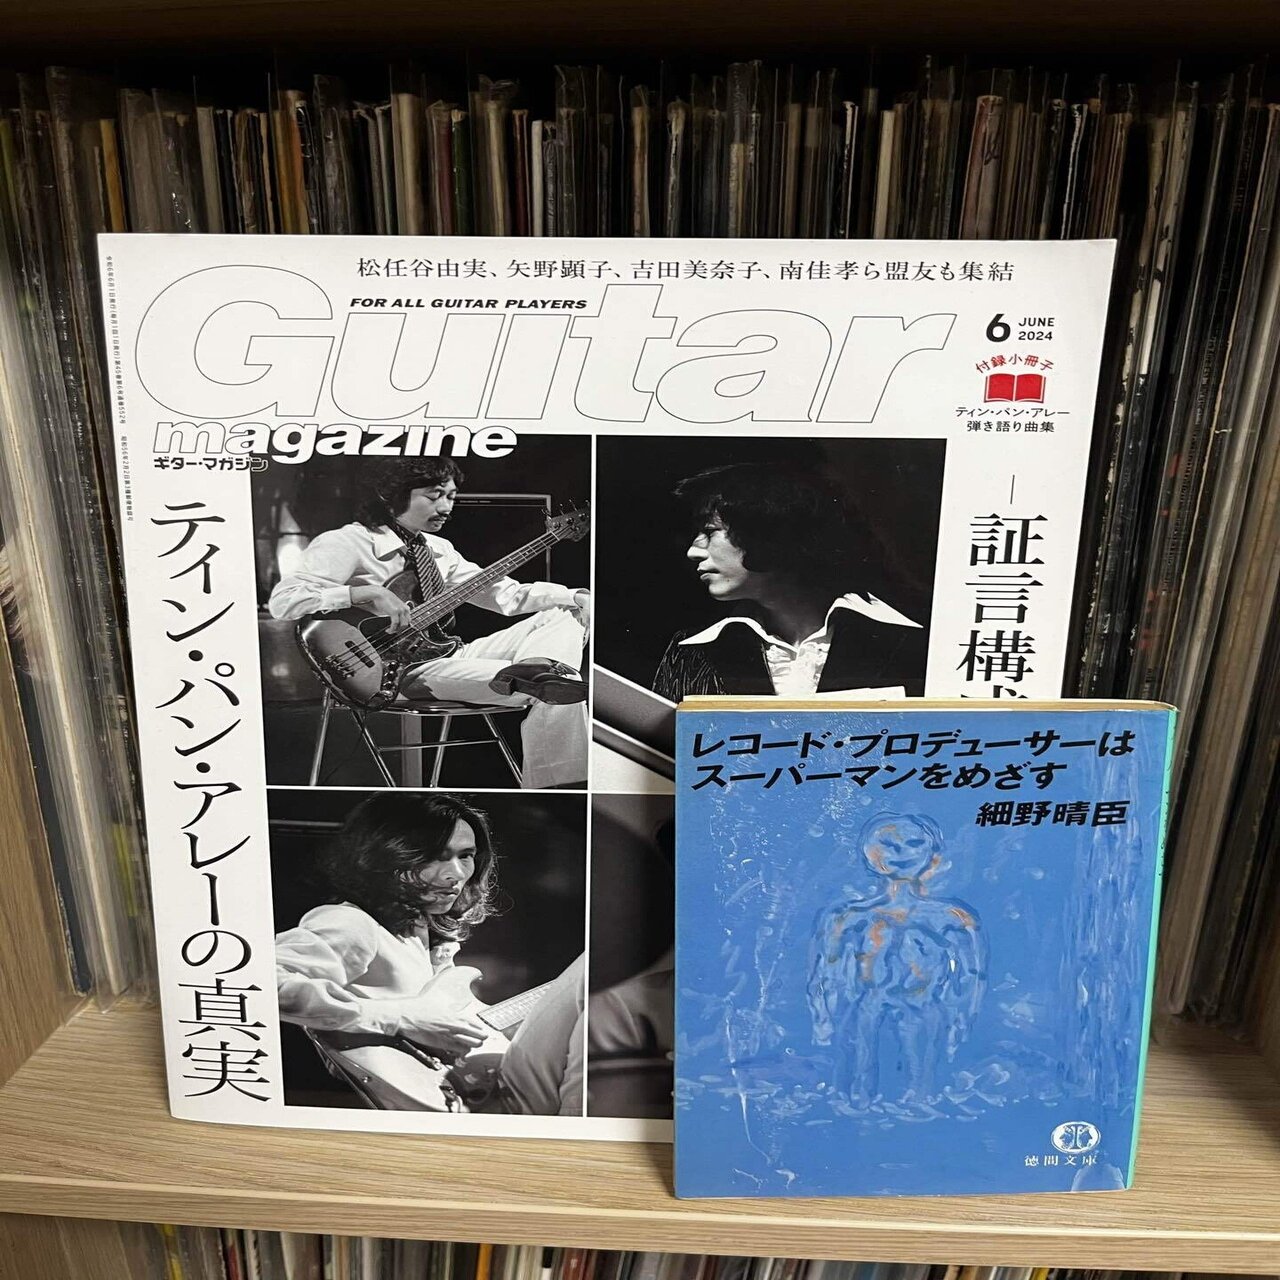 松任谷由実、矢野顕子、吉田美奈子、南佳孝ら盟友も集結
FOR ALL GUITAR PLAYERS
Guitar
magazine
ギター・マガジン
6 JUNE
2024
付録小冊子
ティン・パン・アレー
弾き語り曲集
ティン・パン・アレーの真実
―証言構
レコード・プロデューサーは
スーパーマンをめざす
細野晴臣
徳間文庫